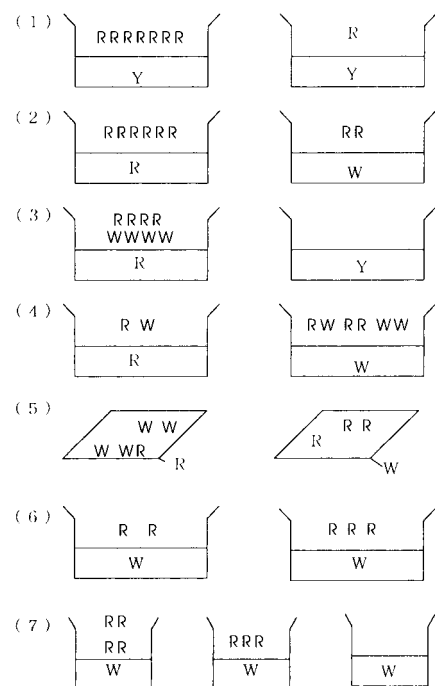 (1) RRRRRRR R
Y Y
(2) RRRRRR RR
R W
(3) RRRR
WWWW
R Y
(4) R W RW RR WW
R W
(5) W W R R
W WR R
R W
(6) R R R R R
W W
(7) RR
RR RRR
W W W